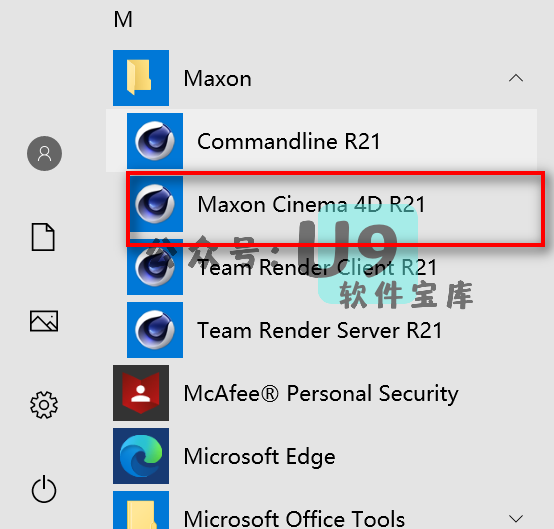 M
Maxon
Commandline R21
Maxon Cinema 4D R21
公众号：U9
Team Render Client R21
软件宝库
Team Render Server R21
McAfee® Personal Security
Microsoft Edge
Microsoft Office Tools